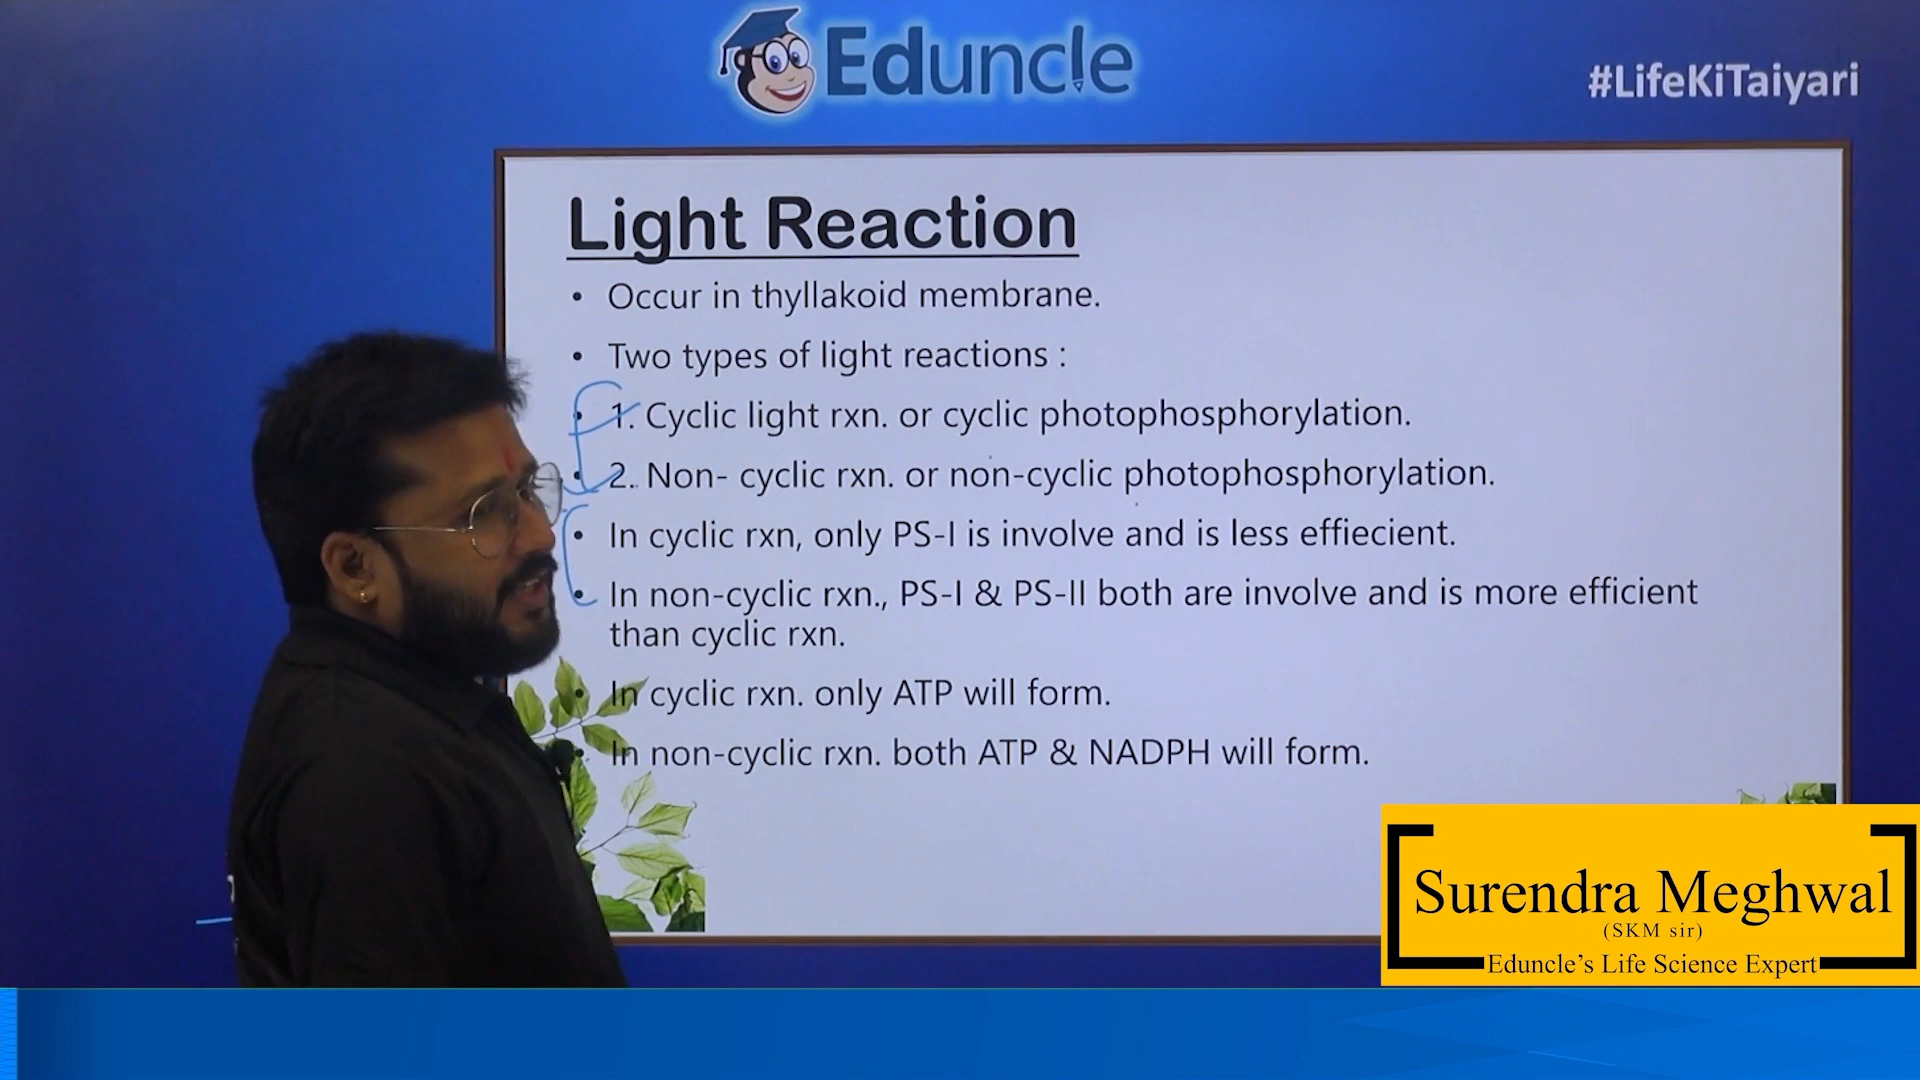 Eduncle
#LifeKiTaiyari
Light Reaction
• Occur in thyllakoid membrane.
• Two types of light reactions :
• 1. Cyclic light rxn. or cyclic photophosphorylation.
• 2. Non- cyclic rxn. or non-cyclic photophosphorylation.
• In cyclic rxn, only PS-I is involve and is less effiecient.
• In non-cyclic rxn., PS-I & PS-II both are involve and is more efficient
than cyclic rxn.
• In cyclic rxn. only ATP will form.
• In non-cyclic rxn. both ATP & NADPH will form.
Surendra Meghwal
(SKM sir)
Eduncle's Life Science Expert